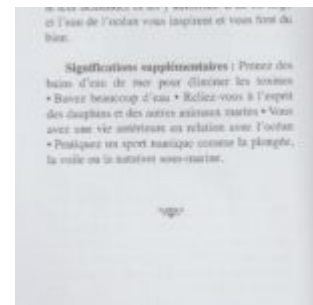 et l'eau de l'océan vous inspirent et vous font du
bien.
Significations supplémentaires : Prenez des
bains d'eau de mer pour éliminer les toxines
• Buvez beaucoup d'eau • Reliez-vous à l'esprit
des dauphins et des autres animaux marins • Vous
avez une vie antérieure en relation avec l'océan
• Pratiquez un sport nautique comme la plongée,
la voile ou la natation sous-marine.